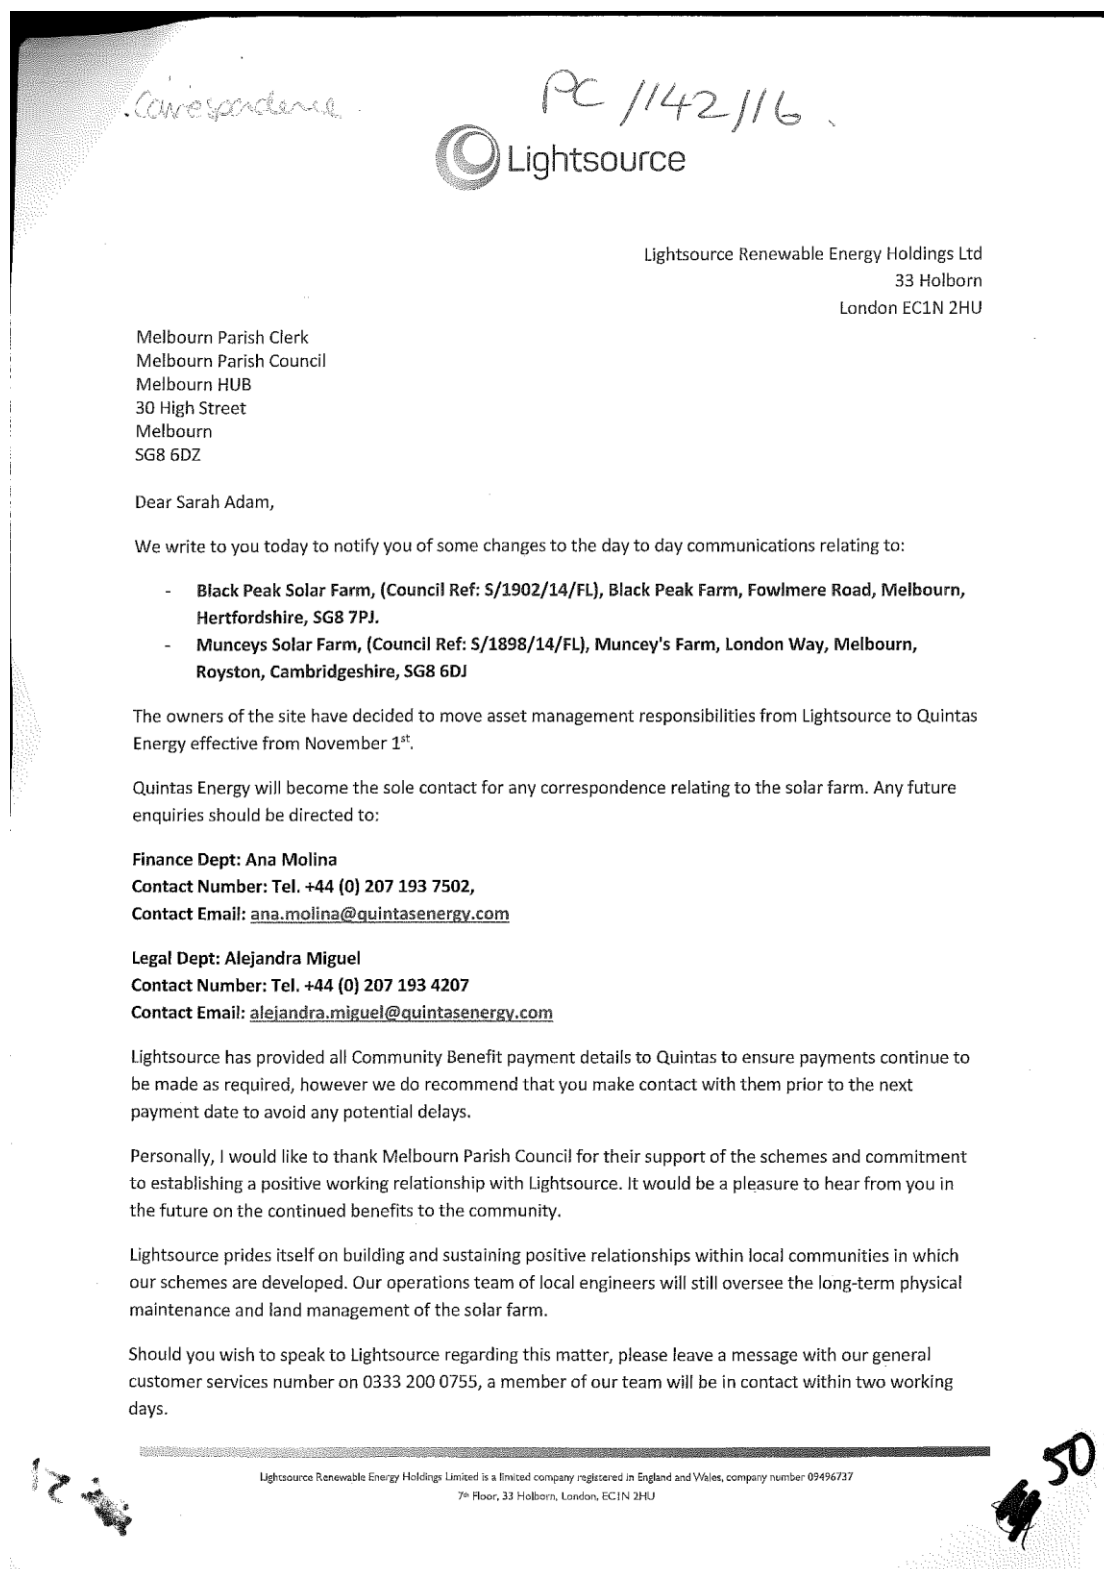 Correspondence.
PC /142/16.
Lightsource
Lightsource Renewable Energy Holdings Ltd
33 Holborn
London EC1N 2HU
Melbourn Parish Clerk
Melbourn Parish Council
Melbourn HUB
30 High Street
Melbourn
SG8 6DZ
Dear Sarah Adam,
We write to you today to notify you of some changes to the day to day communications relating to:
- Black Peak Solar Farm, (Council Ref: S/1902/14/FL), Black Peak Farm, Fowlmere Road, Melbourn,
Hertfordshire, SG8 7PJ.
- Munceys Solar Farm, (Council Ref: S/1898/14/FL), Muncey's Farm, London Way, Melbourn,
Royston, Cambridgeshire, SG8 6DJ
The owners of the site have decided to move asset management responsibilities from Lightsource to Quintas
Energy effective from November 1st.
Quintas Energy will become the sole contact for any correspondence relating to the solar farm. Any future
enquiries should be directed to:
Finance Dept: Ana Molina
Contact Number: Tel. +44 (0) 207 193 7502,
Contact Email: ana.molina@quintasenergy.com
Legal Dept: Alejandra Miguel
Contact Number: Tel. +44 (0) 207 193 4207
Contact Email: alejandra.miguel@quintasenergy.com
Lightsource has provided all Community Benefit payment details to Quintas to ensure payments continue to
be made as required, however we do recommend that you make contact with them prior to the next
payment date to avoid any potential delays.
Personally, I would like to thank Melbourn Parish Council for their support of the schemes and commitment
to establishing a positive working relationship with Lightsource. It would be a pleasure to hear from you in
the future on the continued benefits to the community.
Lightsource prides itself on building and sustaining positive relationships within local communities in which
our schemes are developed. Our operations team of local engineers will still oversee the long-term physical
maintenance and land management of the solar farm.
Should you wish to speak to Lightsource regarding this matter, please leave a message with our general
customer services number on 0333 200 0755, a member of our team will be in contact within two working
days.
Lightsource Renewable Energy Holdings Limited is a limited company registered in England and Wales, company number 09496737
7th Floor, 33 Holborn, London, EC1N 2HU
50